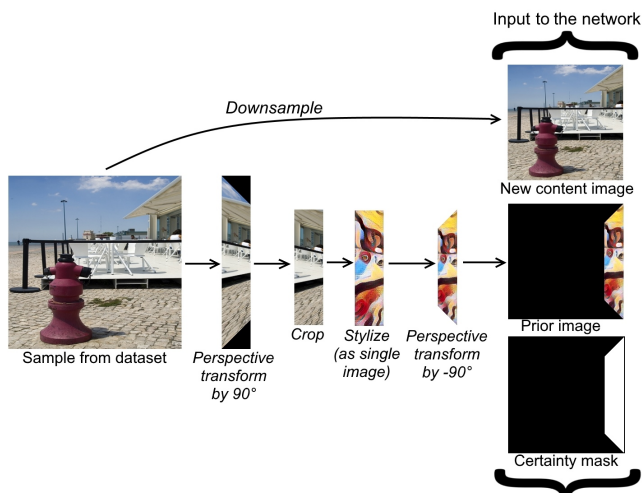 Input to the network
Downsample
New content image
Sample from dataset
Perspective
transform
by 90°
Crop
Stylize
(as single
image)
Perspective
transform
by -90°
Prior image
Certainty mask